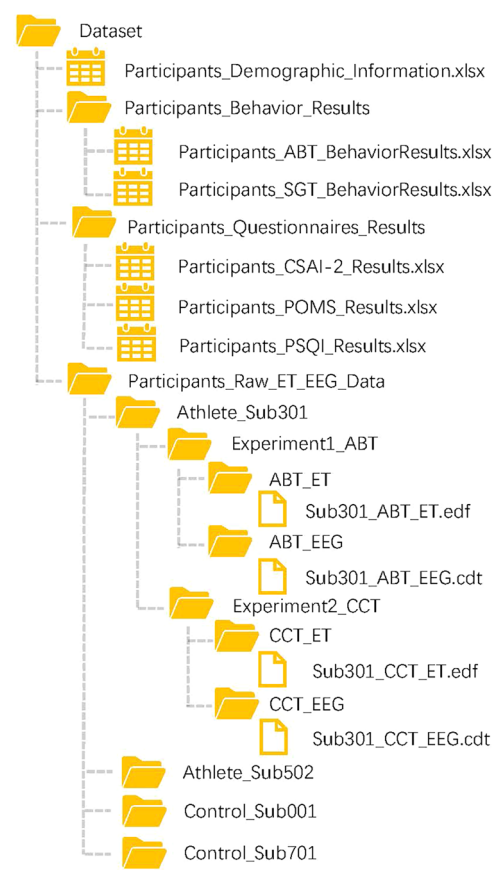 Dataset
Participants_Demographic_Information.xlsx
Participants_Behavior_Results
Participants_ABT_BehaviorResults.xlsx
Participants_SGT_BehaviorResults.xlsx
Participants_Questionnaires_Results
Participants_CSAI-2_Results.xlsx
Participants_POMS_Results.xlsx
Participants_PSQI_Results.xlsx
Participants_Raw_ET_EEG_Data
Athlete_Sub301
Experiment1_ABT
ABT_ET
Sub301_ABT_ET.edf
ABT_EEG
Sub301_ABT_EEG.cdt
Experiment2_CCT
CCT_ET
Sub301_CCT_ET.edf
CCT_EEG
Sub301_CCT_EEG.cdt
Athlete_Sub502
Control_Sub001
Control_Sub701